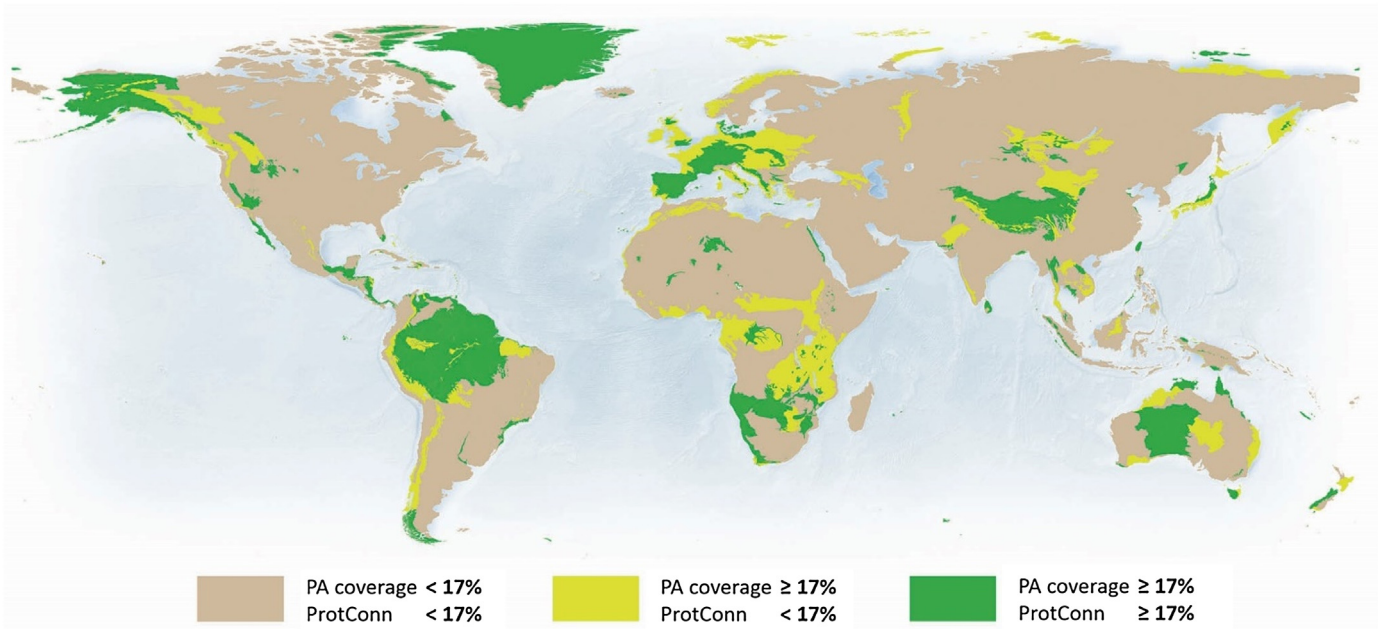 PA coverage < 17%
ProtConn < 17%
PA coverage ≥ 17%
ProtConn < 17%
PA coverage ≥ 17%
ProtConn ≥ 17%